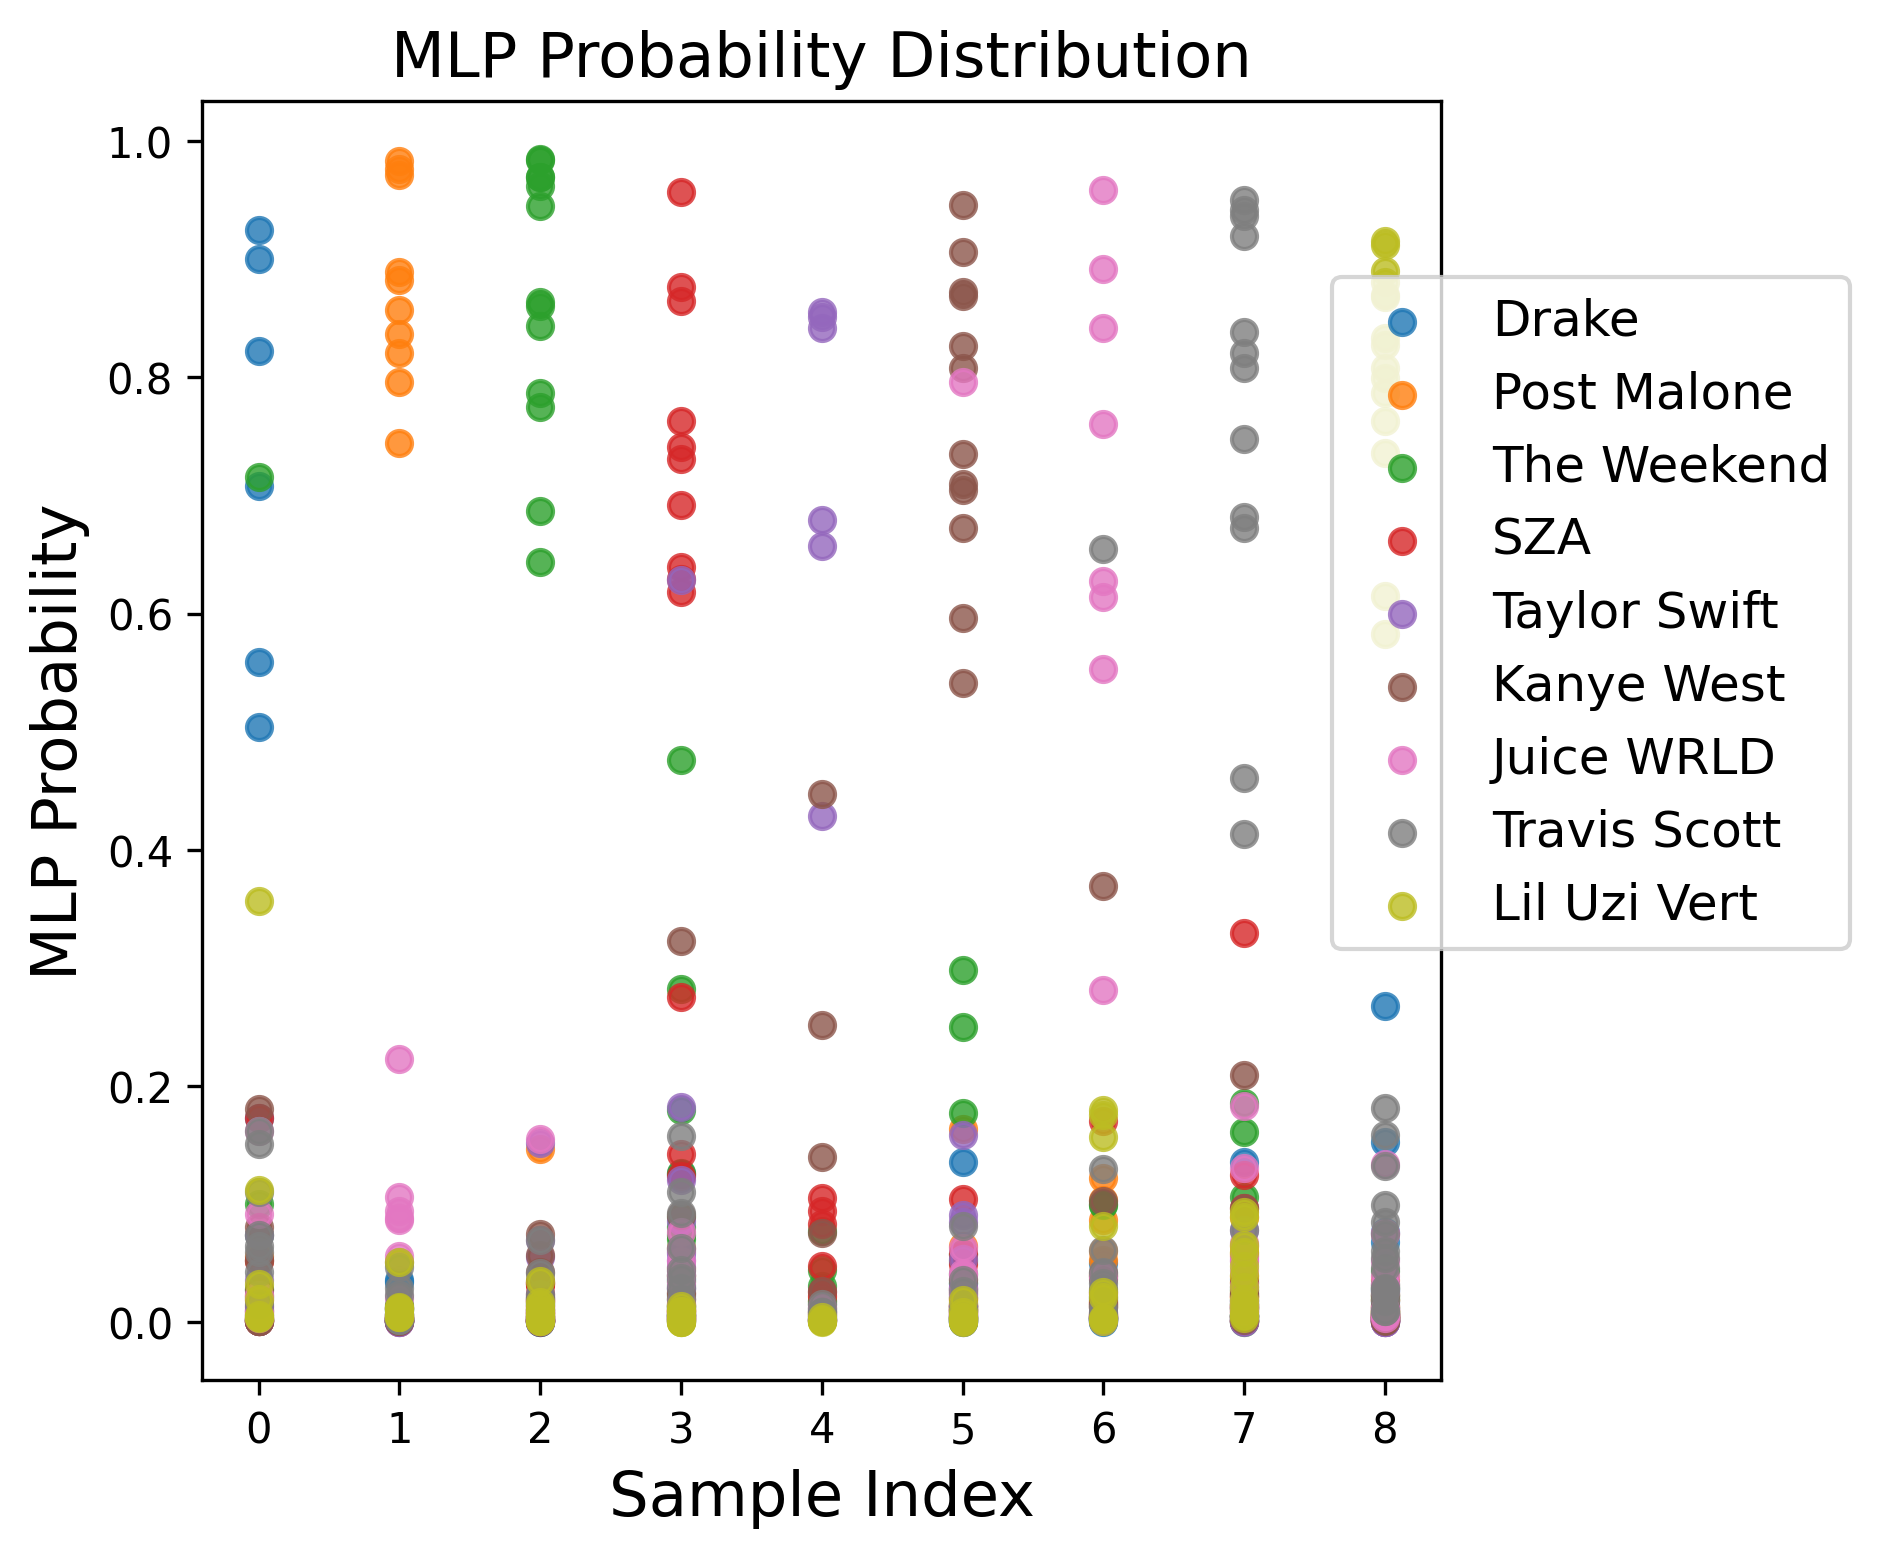 MLP Probability Distribution
MLP Probability
1.0
0.8
0.6
0.4
0.2
0.0
0 1 2 3 4 5 6 7 8
Sample Index
Drake
Post Malone
The Weekend
SZA
Taylor Swift
Kanye West
Juice WRLD
Travis Scott
Lil Uzi Vert